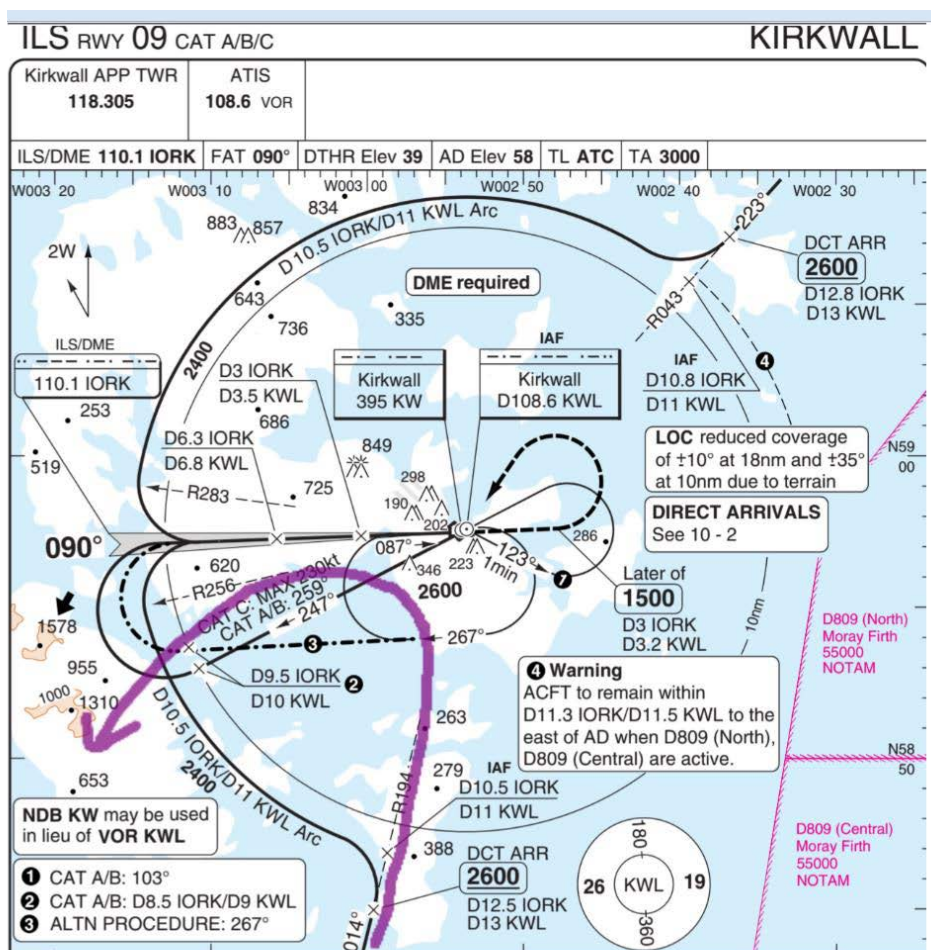 ILS RWY 09 CAT A/B/C
KIRKWALL
Kirkwall APP TWR
118.305
ATIS
108.6 VOR
ILS/DME 110.1 IORK
FAT 090°
DTHR Elev 39
AD Elev 58
TL ATC
TA 3000
W003 20
W003 10
W003 00
W002 50
W002 40
W002 30
834
883
857
D10.5 IORK/D11 KWL Arc
223°
2W
DCT ARR
2600
D12.8 IORK
D13 KWL
DME required
643
R043
736
335
ILS/DME
110.1 IORK
2400
D3 IORK
D3.5 KWL
Kirkwall
395 KW
IAF
Kirkwall
D108.6 KWL
IAF
D10.8 IORK
D11 KWL
4
253
686
D6.3 IORK
D6.8 KWL
849
519
LOC reduced coverage
of ±10° at 18nm and ±35°
at 10nm due to terrain
N59
00
R283
725
298
190
202
DIRECT ARRIVALS
See 10 - 2
090°
087°
286
123°
1min
620
346
223
1
R256
2600
CAT C: MAX 230kt
CAT A/B: 259°
247°
Later of
1500
D3 IORK
D3.2 KWL
10nm
D809 (North)
Moray Firth
55000
NOTAM
1578
3
267°
955
D9.5 IORK 2
D10 KWL
4 Warning
ACFT to remain within
D11.3 IORK/D11.5 KWL to the
east of AD when D809 (North),
D809 (Central) are active.
1000
1310
263
N58
50
653
D10.5 IORK/D11 KWL Arc
2400
R194
279
IAF
D10.5 IORK
D11 KWL
NDB KW may be used
in lieu of VOR KWL
388
D809 (Central)
Moray Firth
55000
NOTAM
1 CAT A/B: 103°
2 CAT A/B: D8.5 IORK/D9 KWL
3 ALTN PROCEDURE: 267°
DCT ARR
2600
D12.5 IORK
D13 KWL
014°
180
26 KWL 19
360